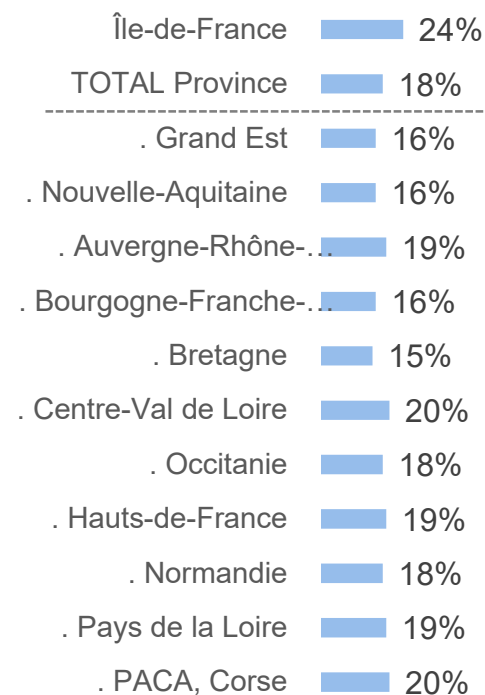 Île-de-France 24%
TOTAL Province 18%
. Grand Est 16%
. Nouvelle-Aquitaine 16%
. Auvergne-Rhône-… 19%
. Bourgogne-Franche-… 16%
. Bretagne 15%
. Centre-Val de Loire 20%
. Occitanie 18%
. Hauts-de-France 19%
. Normandie 18%
. Pays de la Loire 19%
. PACA, Corse 20%